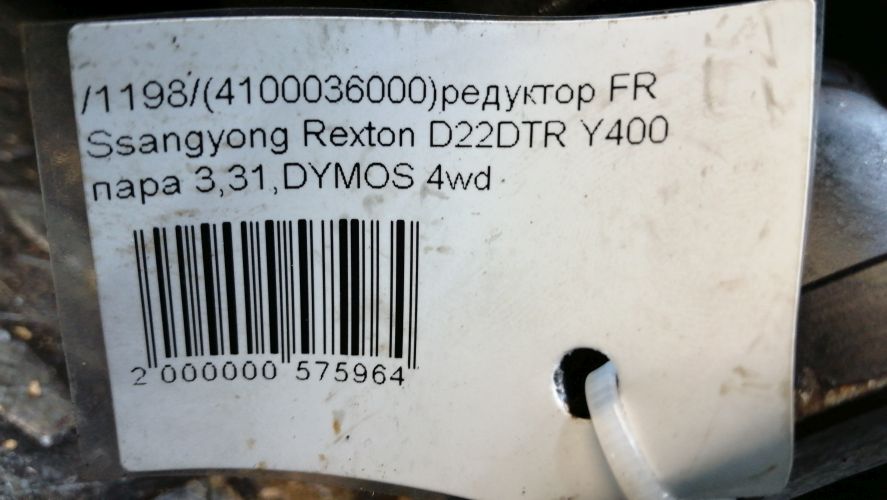 /1198/(4100036000)редуктор FR
Ssangyong Rexton D22DTR Y400
пара 3,31,DYMOS 4wd
2 000000 575964